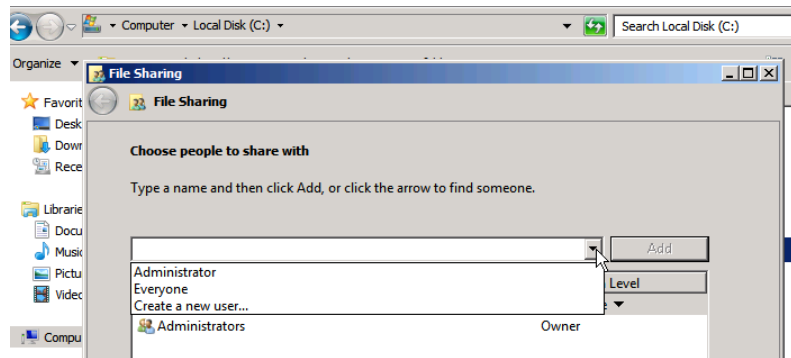 Computer Local Disk (C:)
Search Local Disk (C:)
Organize
File Sharing
File Sharing
Favorit
Desk
Down
Rece
Librarie
Docu
Music
Pictu
Video
Compu
Choose people to share with
Type a name and then click Add, or click the arrow to find someone.
Add
Administrator
Everyone
Create a new user...
Level
Administrators Owner